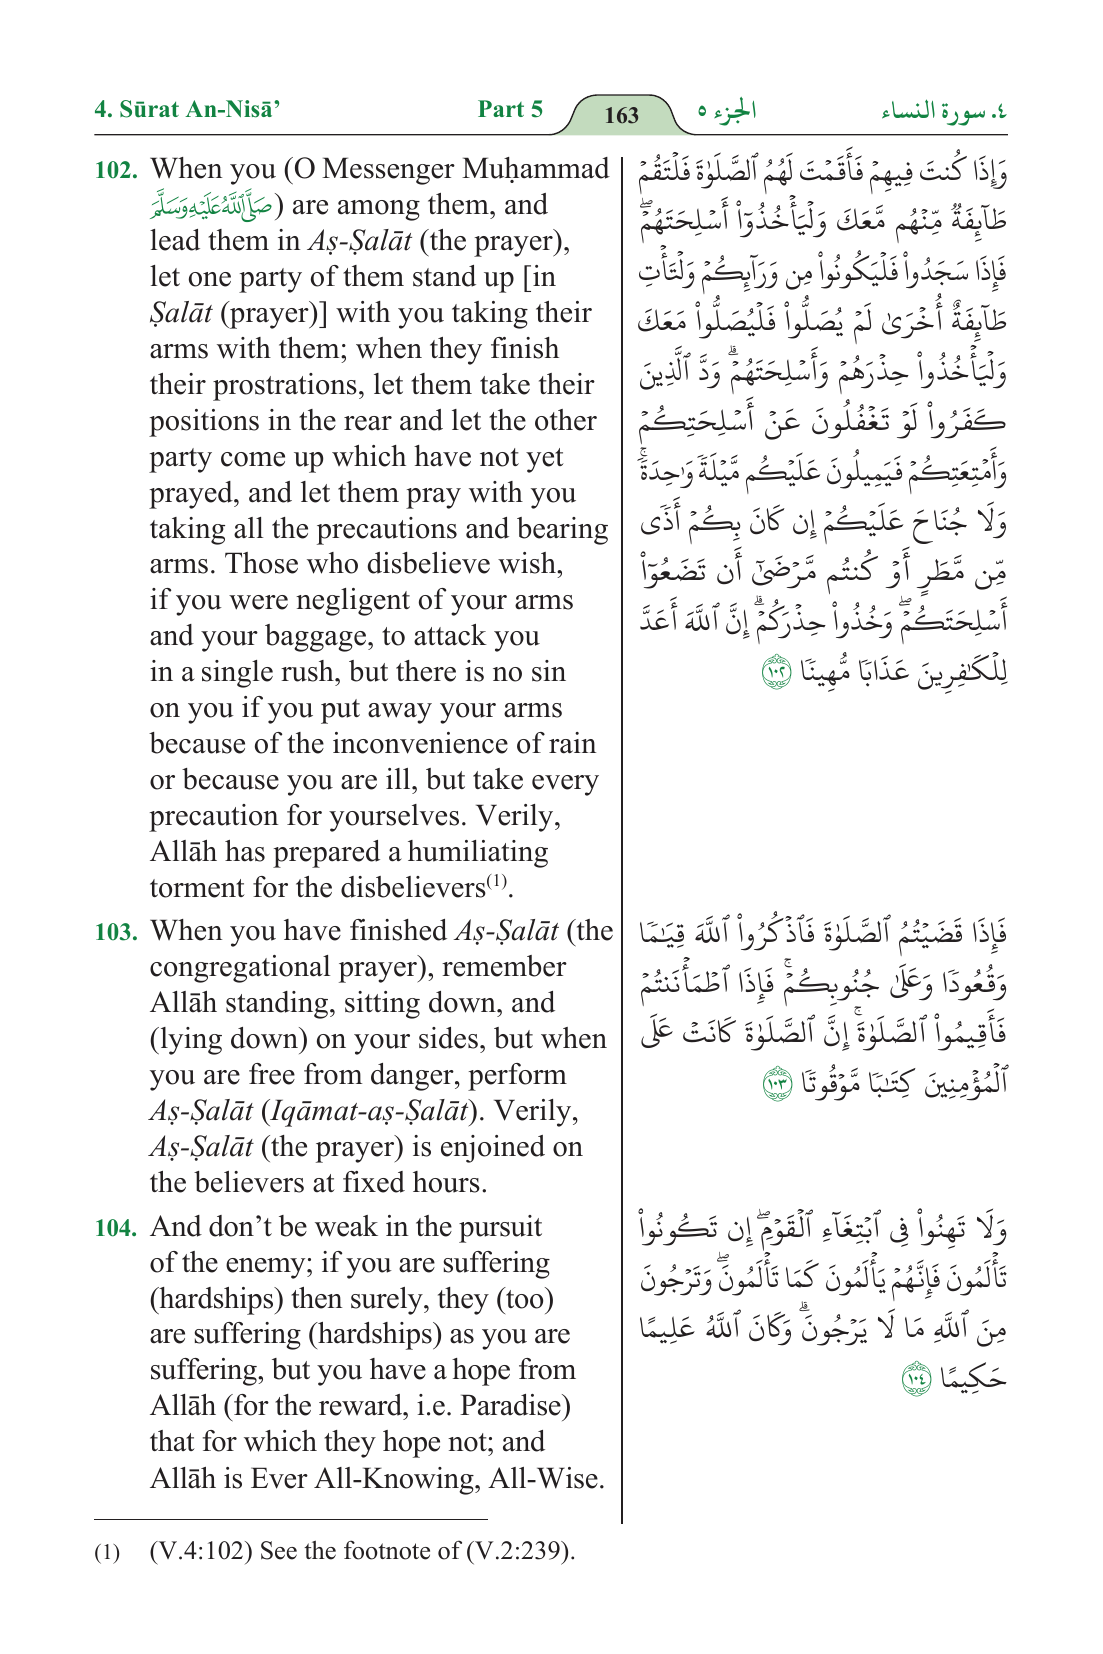 4. Sūrat An-Nisā’ Part 5 163 الجزء ٥ ٤. سورة النساء
102. When you (O Messenger Muḥammad
صَلَّى اللَّهُ عَلَيْهِ وَسَلَّمَ) are among them, and
lead them in Aṣ-Ṣalāt (the prayer),
let one party of them stand up [in
Ṣalāt (prayer)] with you taking their
arms with them; when they finish
their prostrations, let them take their
positions in the rear and let the other
party come up which have not yet
prayed, and let them pray with you
taking all the precautions and bearing
arms. Those who disbelieve wish,
if you were negligent of your arms
and your baggage, to attack you
in a single rush, but there is no sin
on you if you put away your arms
because of the inconvenience of rain
or because you are ill, but take every
precaution for yourselves. Verily,
Allāh has prepared a humiliating
torment for the disbelievers(1).
وَإِذَا كُنتَ فِيهِمۡ فَأَقَمۡتَ لَهُمُ ٱلصَّلَوٰةَ فَلۡتَقُمۡ
طَآئِفَةٞ مِّنۡهُم مَّعَكَ وَلۡيَأۡخُذُوٓاْ أَسۡلِحَتَهُمۡۖ
فَإِذَا سَجَدُواْ فَلۡيَكُونُواْ مِن وَرَآئِكُمۡ وَلۡتَأۡتِ
طَآئِفَةٌ أُخۡرَىٰ لَمۡ يُصَلُّواْ فَلۡيُصَلُّواْ مَعَكَ
وَلۡيَأۡخُذُواْ حِذۡرَهُمۡ وَأَسۡلِحَتَهُمۡۗ وَدَّ ٱلَّذِينَ
كَفَرُواْ لَوۡ تَغۡفُلُونَ عَنۡ أَسۡلِحَتِكُمۡ
وَأَمۡتِعَتِكُمۡ فَيَمِيلُونَ عَلَيۡكُم مَّيۡلَةٗ وَٰحِدَةٗۚ
وَلَا جُنَاحَ عَلَيۡكُمۡ إِن كَانَ بِكُمۡ أَذٗى
مِّن مَّطَرٍ أَوۡ كُنتُم مَّرۡضَىٰٓ أَن تَضَعُوٓاْ
أَسۡلِحَتَكُمۡۖ وَخُذُواْ حِذۡرَكُمۡۗ إِنَّ ٱللَّهَ أَعَدَّ
لِلۡكَٰفِرِينَ عَذَابٗا مُّهِينٗا ١٠٢
103. When you have finished Aṣ-Ṣalāt (the
congregational prayer), remember
Allāh standing, sitting down, and
(lying down) on your sides, but when
you are free from danger, perform
Aṣ-Ṣalāt (Iqāmat-aṣ-Ṣalāt). Verily,
Aṣ-Ṣalāt (the prayer) is enjoined on
the believers at fixed hours.
فَإِذَا قَضَيۡتُمُ ٱلصَّلَوٰةَ فَٱذۡكُرُواْ ٱللَّهَ قِيَٰمٗا
وَقُعُودٗا وَعَلَىٰ جُنُوبِكُمۡۚ فَإِذَا ٱطۡمَأۡنَنتُمۡ
فَأَقِيمُواْ ٱلصَّلَوٰةَۚ إِنَّ ٱلصَّلَوٰةَ كَانَتۡ عَلَى
ٱلۡمُؤۡمِنِينَ كِتَٰبٗا مَّوۡقُوتٗا ١٠٣
104. And don’t be weak in the pursuit
of the enemy; if you are suffering
(hardships) then surely, they (too)
are suffering (hardships) as you are
suffering, but you have a hope from
Allāh (for the reward, i.e. Paradise)
that for which they hope not; and
Allāh is Ever All-Knowing, All-Wise.
وَلَا تَهِنُواْ فِي ٱبۡتِغَآءِ ٱلۡقَوۡمِۖ إِن تَكُونُواْ
تَأۡلَمُونَ فَإِنَّهُمۡ يَأۡلَمُونَ كَمَا تَأۡلَمُونَۖ وَتَرۡجُونَ
مِنَ ٱللَّهِ مَا لَا يَرۡجُونَۗ وَكَانَ ٱللَّهُ عَلِيمًا
حَكِيمًا ١٠٤
(1) (V.4:102) See the footnote of (V.2:239).